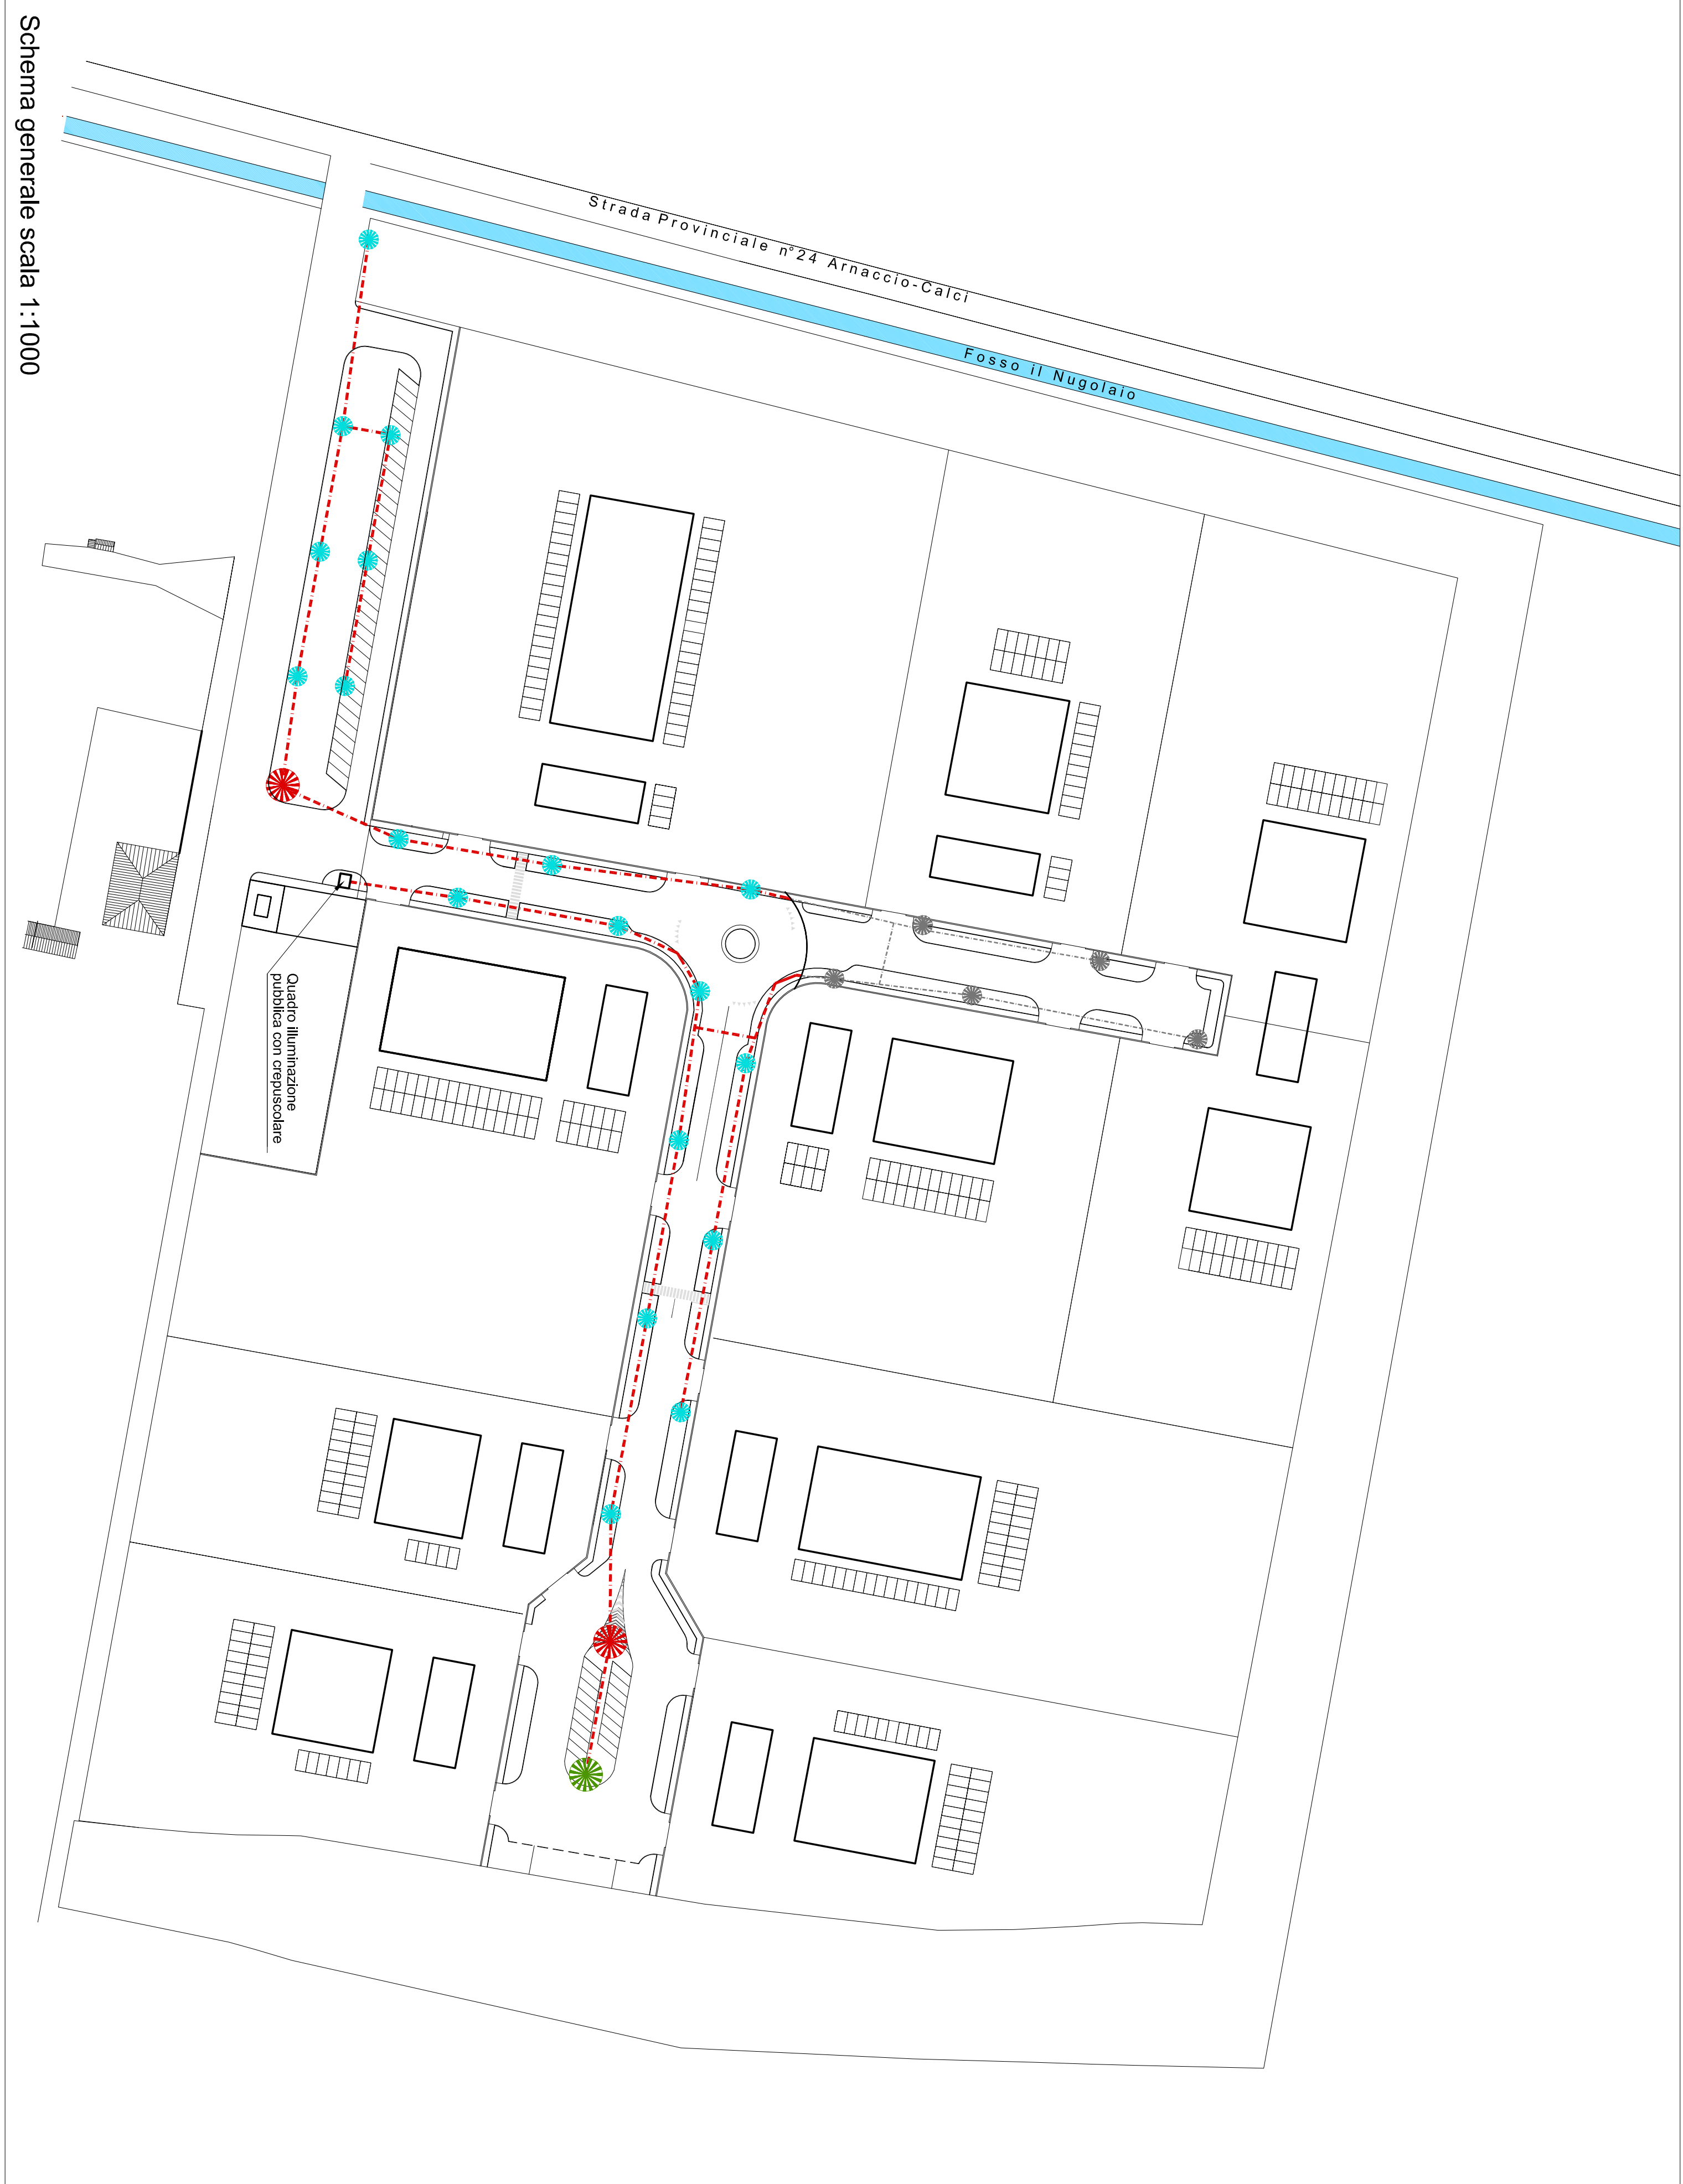 Schema generale scala 1:1000
Strada Provinciale n°24 Arnaccio-Calci
Fosso il Nugolaio
Quadro illuminazione
pubblica con crepuscolare